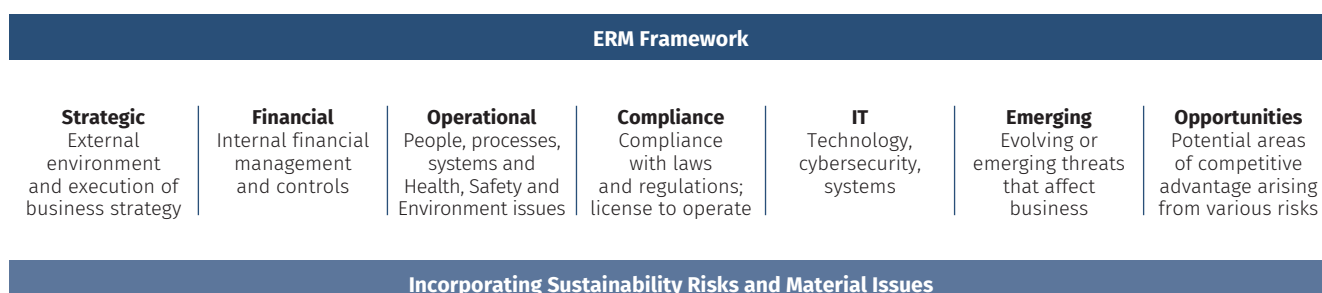 ERM Framework
Strategic
External
environment
and execution of
business strategy
Financial
Internal financial
management
and controls
Operational
People, processes,
systems and
Health, Safety and
Environment issues
Compliance
Compliance
with laws
and regulations;
license to operate
IT
Technology,
cybersecurity,
systems
Emerging
Evolving or
emerging threats
that affect
business
Opportunities
Potential areas
of competitive
advantage arising
from various risks
Incorporating Sustainability Risks and Material Issues